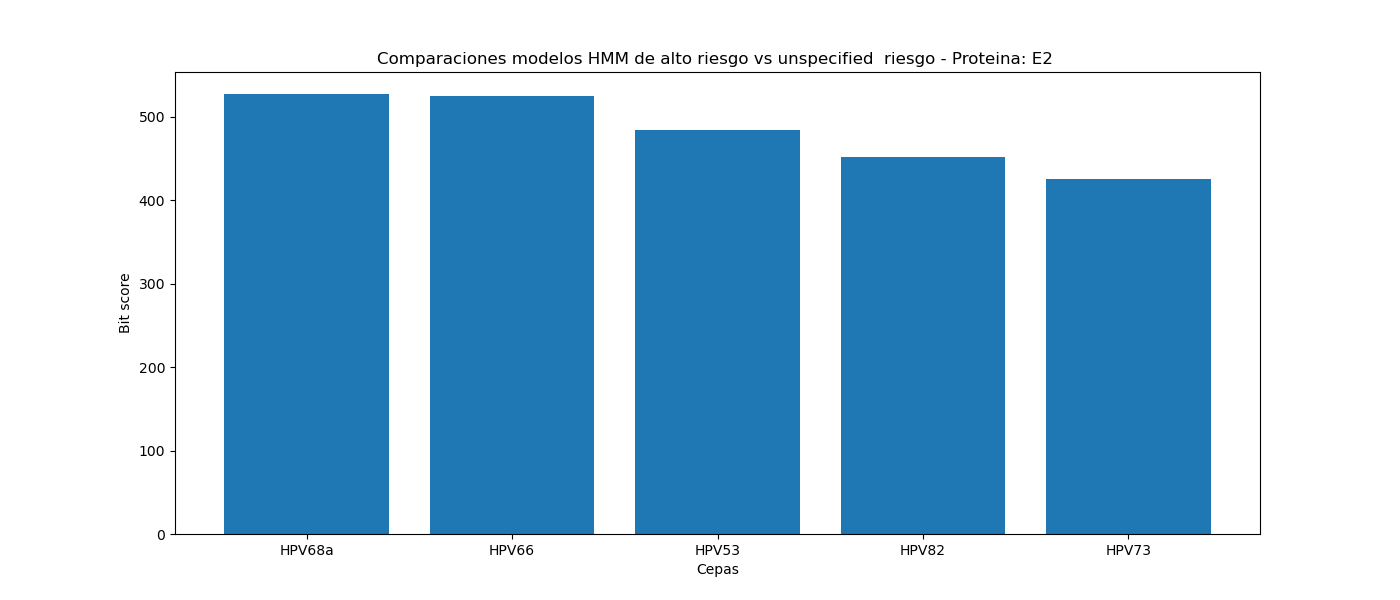 Comparaciones modelos HMM de alto riesgo vs unspecified  riesgo - Proteina: E2
Bit score
500
400
300
200
100
0
HPV68a HPV66 HPV53 HPV82 HPV73
Cepas